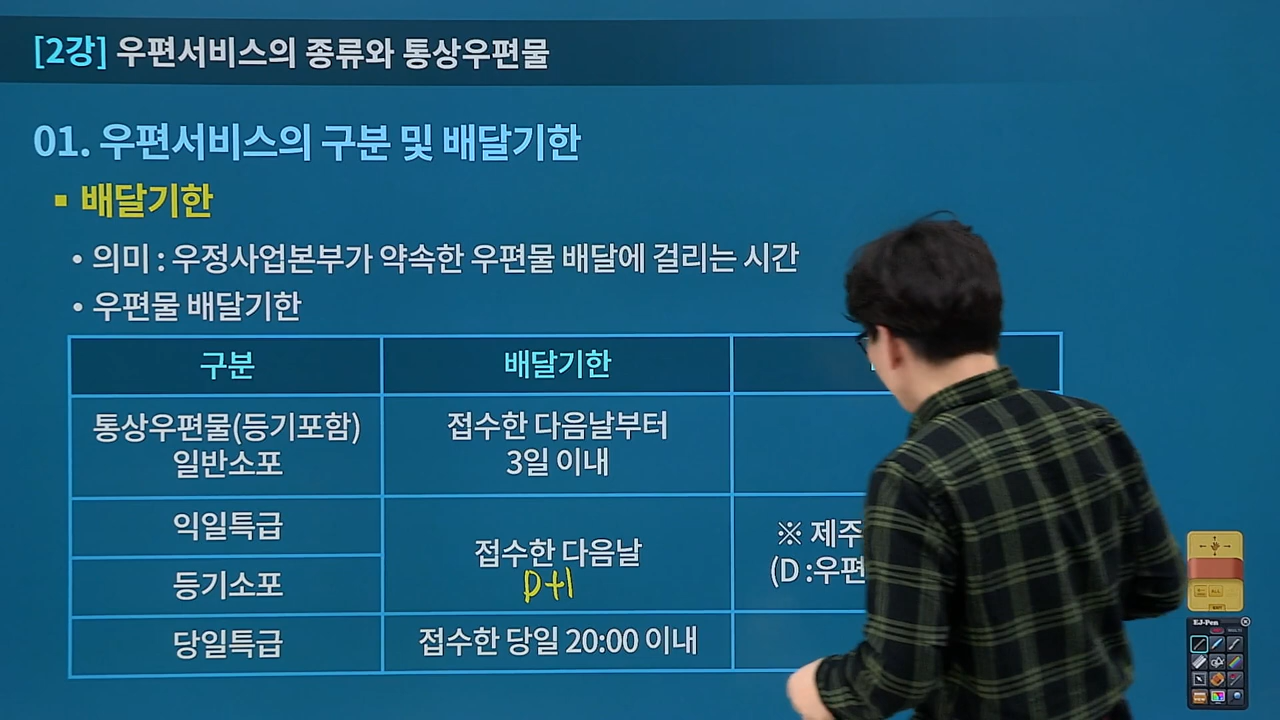 [2강] 우편서비스의 종류와 통상우편물
01. 우편서비스의 구분 및 배달기한
▪ 배달기한
• 의미 : 우정사업본부가 약속한 우편물 배달에 걸리는 시간
• 우편물 배달기한
구분 배달기한
통상우편물(등기포함)
일반소포
접수한 다음날부터
3일 이내
익일특급
등기소포
접수한 다음날
D+1
※ 제주
(D :우편
당일특급 접수한 당일 20:00 이내
EJ-Pen